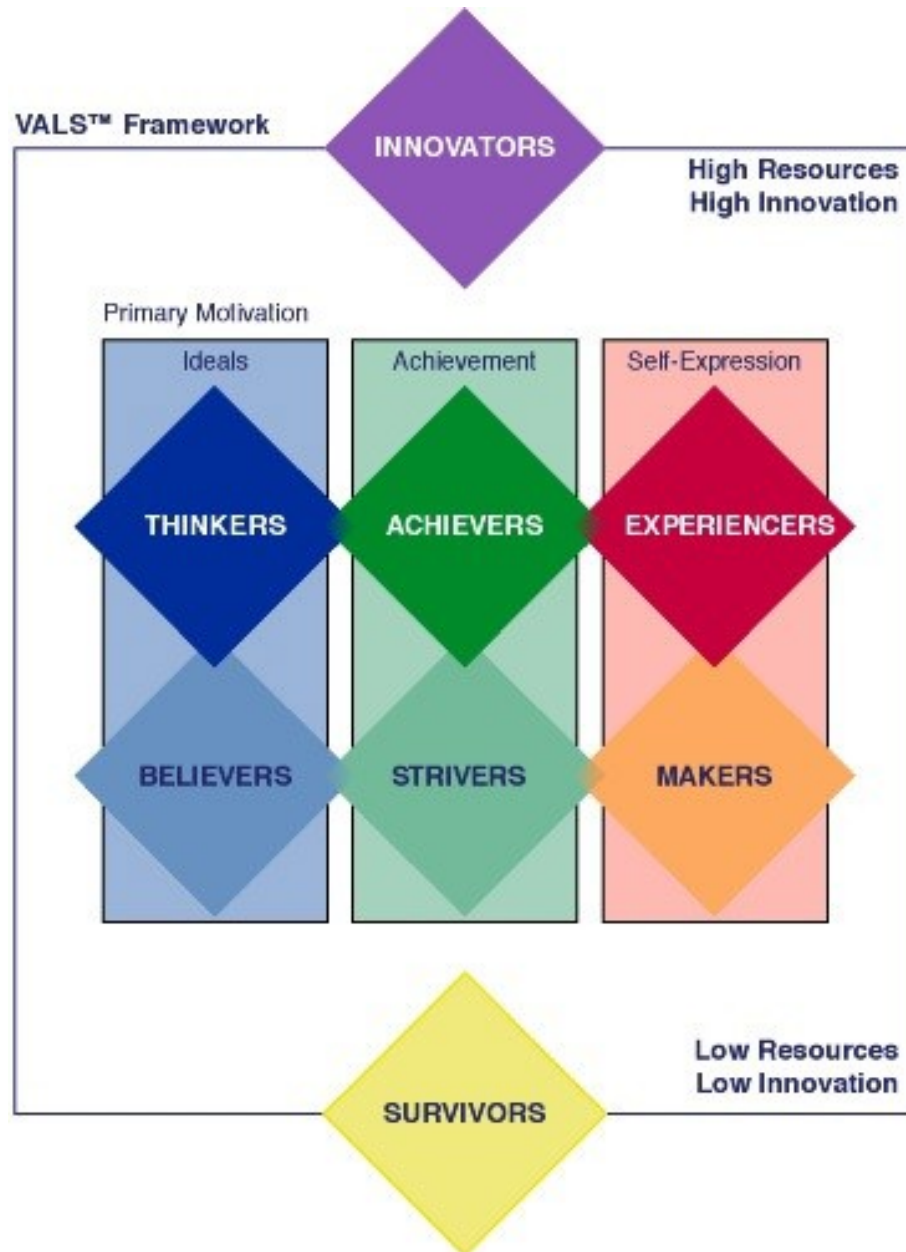 VALS™ Framework
INNOVATORS
High Resources
High Innovation
Primary Motivation
Ideals
Achievement
Self-Expression
THINKERS
ACHIEVERS
EXPERIENCERS
BELIEVERS
STRIVERS
MAKERS
Low Resources
Low Innovation
SURVIVORS